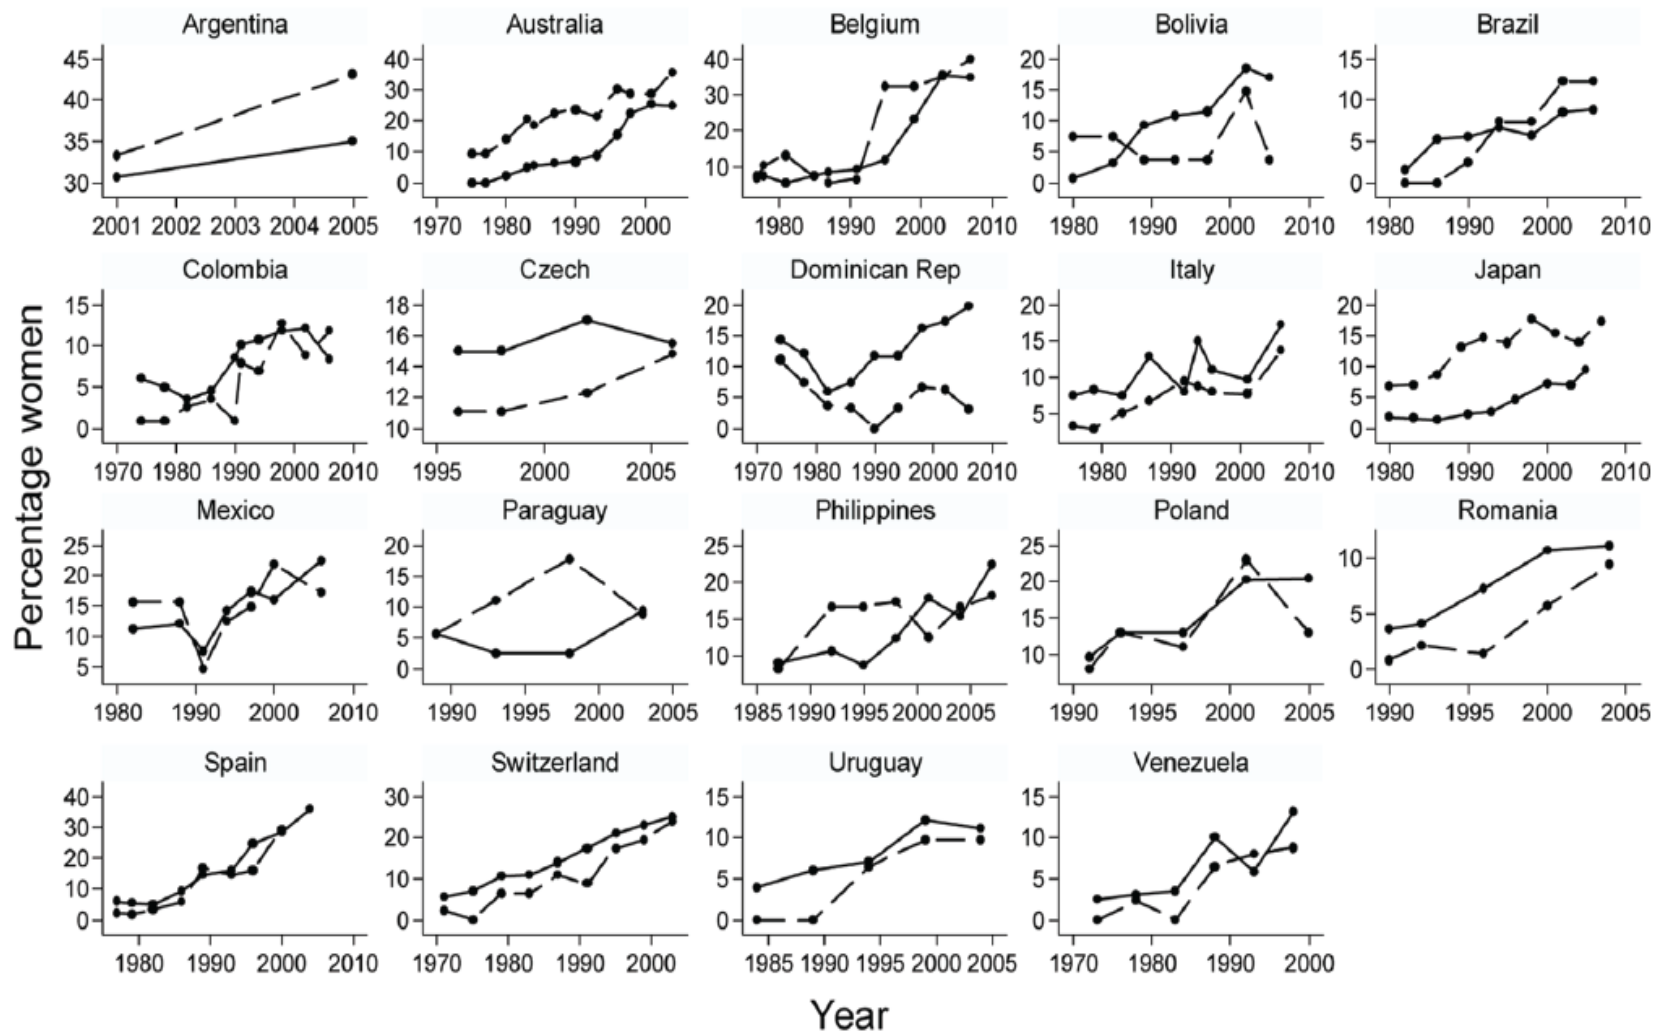 Argentina Australia Belgium Bolivia Brazil
45 40 40 20 15
40 30 30 15 10
35 20 20 10 5
30 10 10 5 0
0 0
2001 2002 2003 2004 2005 1970 1980 1990 2000 1980 1990 2000 2010 1980 1990 2000 2010 1980 1990 2000 2010
Colombia Czech Dominican Rep Italy Japan
15 18 20 20 20
10 16 15 15 15
5 14 10 10 10
0 12 5 5 5
10 0 0
1970 1980 1990 2000 2010 1995 2000 2005 1970 1980 1990 2000 2010 1980 1990 2000 2010 1980 1990 2000 2010
Mexico Paraguay Philippines Poland Romania
25 20 25 25 10
20 15 20 20 5
15 10 15 15 0
10 5 10 10
5 0
1980 1990 2000 2010 1990 1995 2000 2005 1985 1990 1995 2000 2005 1990 1995 2000 2005 1990 1995 2000 2005
Spain Switzerland Uruguay Venezuela
40 30 15 15
30 20 10 10
20 10 5 5
10 0 0 0
0
1980 1990 2000 2010 1970 1980 1990 2000 1985 1990 1995 2000 2005 1970 1980 1990 2000
Percentage women
Year